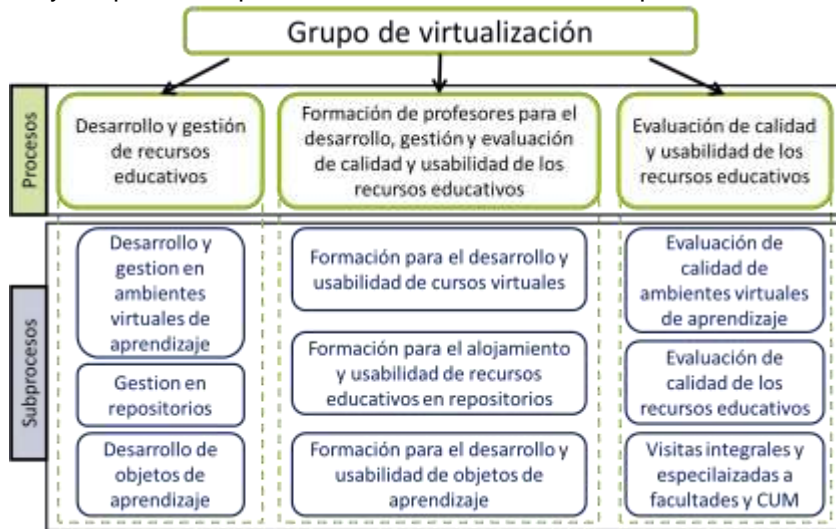 Grupo de virtualización
Procesos
Desarrollo y gestión
de recursos
educativos
Formación de profesores para el
desarrollo, gestión y evaluación
de calidad y usabilidad de los
recursos educativos
Evaluación de calidad
y usabilidad de los
recursos educativos
Subprocesos
Desarrollo y
gestion en
ambientes
virtuales de
aprendizaje
Gestion en
repositorios
Desarrollo de
objetos de
aprendizaje
Formación para el desarrollo y
usabilidad de cursos virtuales
Formación para el alojamiento
y usabilidad de recursos
educativos en repositorios
Formación para el desarrollo y
usabilidad de objetos de
aprendizaje
Evaluación de
calidad de
ambientes virtuales
de aprendizaje
Evaluación de
calidad de los
recursos educativos
Visitas integrales y
especilaizadas a
facultades y CUM